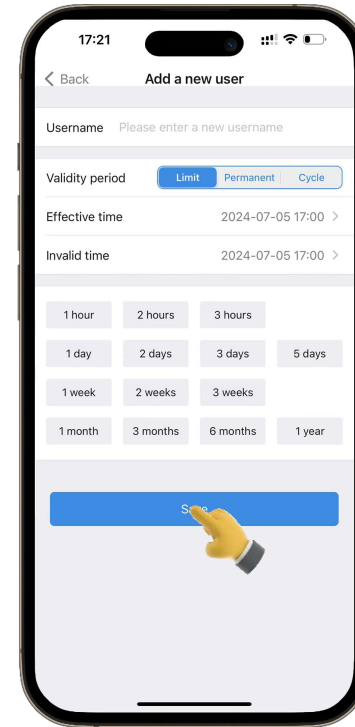 17:21
Back Add a new user
Username Please enter a new username
Validity period Limit Permanent Cycle
Effective time 2024-07-05 17:00
Invalid time 2024-07-05 17:00
1 hour 2 hours 3 hours
1 day 2 days 3 days 5 days
1 week 2 weeks 3 weeks
1 month 3 months 6 months 1 year